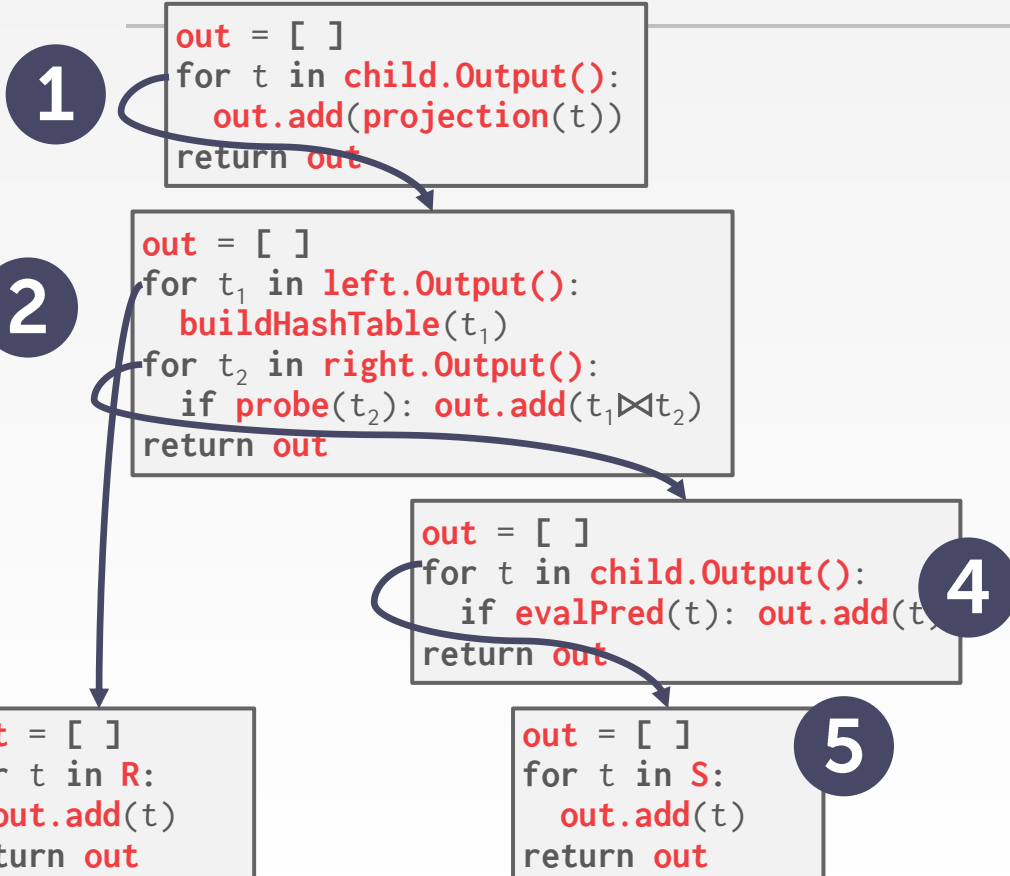 1
out = [ ]
for t in child.Output():
out.add(projection(t))
return out
2
out = [ ]
for t₁ in left.Output():
buildHashTable(t₁)
for t₂ in right.Output():
if probe(t₂): out.add(t₁⋈t₂)
return out
4
out = [ ]
for t in child.Output():
if evalPred(t): out.add(t
return out
t = [ ]
r t in R:
out.add(t)
turn out
5
out = [ ]
for t in S:
out.add(t)
return out